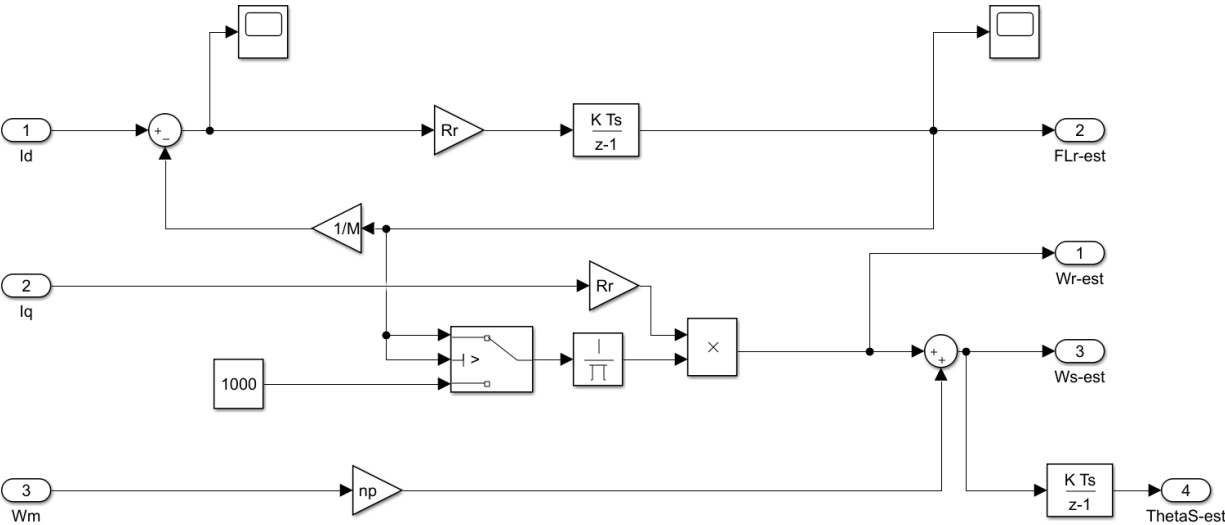 1
Id
+
−
Rr
K Ts
z-1
2
FLr-est
1/M
2
Iq
Rr
1
Wr-est
>
1000
×
+
+
3
Ws-est
3
Wm
np
K Ts
z-1
4
ThetaS-est